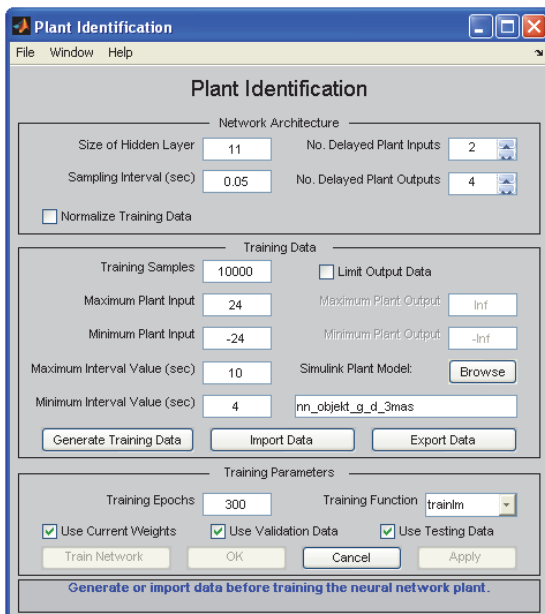 Plant Identification
File Window Help
Plant Identification
Network Architecture
Size of Hidden Layer 11 No. Delayed Plant Inputs 2
Sampling Interval (sec) 0.05 No. Delayed Plant Outputs 4
Normalize Training Data
Training Data
Training Samples 10000 Limit Output Data
Maximum Plant Input 24 Maximum Plant Output Inf
Minimum Plant Input -24 Minimum Plant Output -Inf
Maximum Interval Value (sec) 10 Simulink Plant Model: Browse
Minimum Interval Value (sec) 4 nn_objekt_g_d_3mas
Generate Training Data Import Data Export Data
Training Parameters
Training Epochs 300 Training Function trainlm
Use Current Weights Use Validation Data Use Testing Data
Train Network OK Cancel Apply
Generate or import data before training the neural network plant.